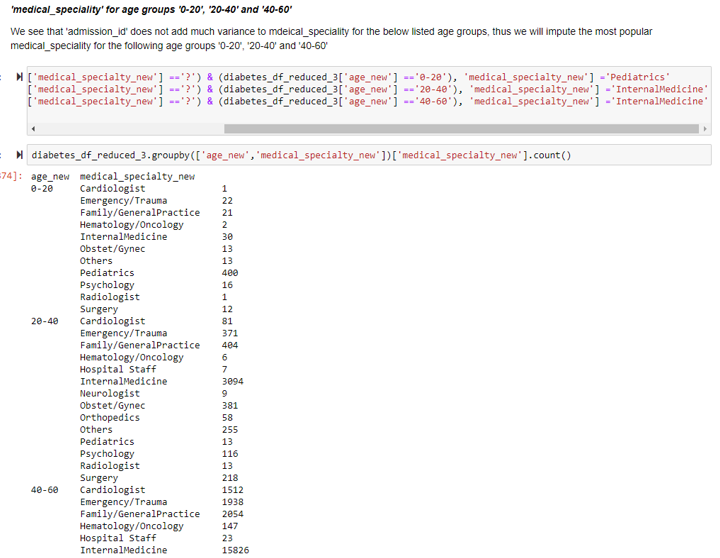 'medical_speciality' for age groups '0-20', '20-40' and '40-60'
We see that 'admission_id' does not add much variance to mdeical_speciality for the below listed age groups, thus we will impute the most popular
medical_speciality for the following age groups '0-20', '20-40' and '40-60'
['medical_specialty_new'] =='?') & (diabetes_df_reduced_3['age_new'] =='0-20'), 'medical_specialty_new'] ='Pediatrics'
['medical_specialty_new'] =='?') & (diabetes_df_reduced_3['age_new'] =='20-40'), 'medical_specialty_new'] ='InternalMedicine'
['medical_specialty_new'] =='?') & (diabetes_df_reduced_3['age_new'] =='40-60'), 'medical_specialty_new'] ='InternalMedicine'
diabetes_df_reduced_3.groupby(['age_new','medical_specialty_new'])['medical_specialty_new'].count()
374]: age_new medical_specialty_new
0-20 Cardiologist 1
Emergency/Trauma 22
Family/GeneralPractice 21
Hematology/Oncology 2
InternalMedicine 30
Obstet/Gynec 13
Others 13
Pediatrics 400
Psychology 16
Radiologist 1
Surgery 12
20-40 Cardiologist 81
Emergency/Trauma 371
Family/GeneralPractice 404
Hematology/Oncology 6
Hospital Staff 7
InternalMedicine 3094
Neurologist 9
Obstet/Gynec 381
Orthopedics 58
Others 255
Pediatrics 13
Psychology 116
Radiologist 13
Surgery 218
40-60 Cardiologist 1512
Emergency/Trauma 1938
Family/GeneralPractice 2054
Hematology/Oncology 147
Hospital Staff 23
InternalMedicine 15826